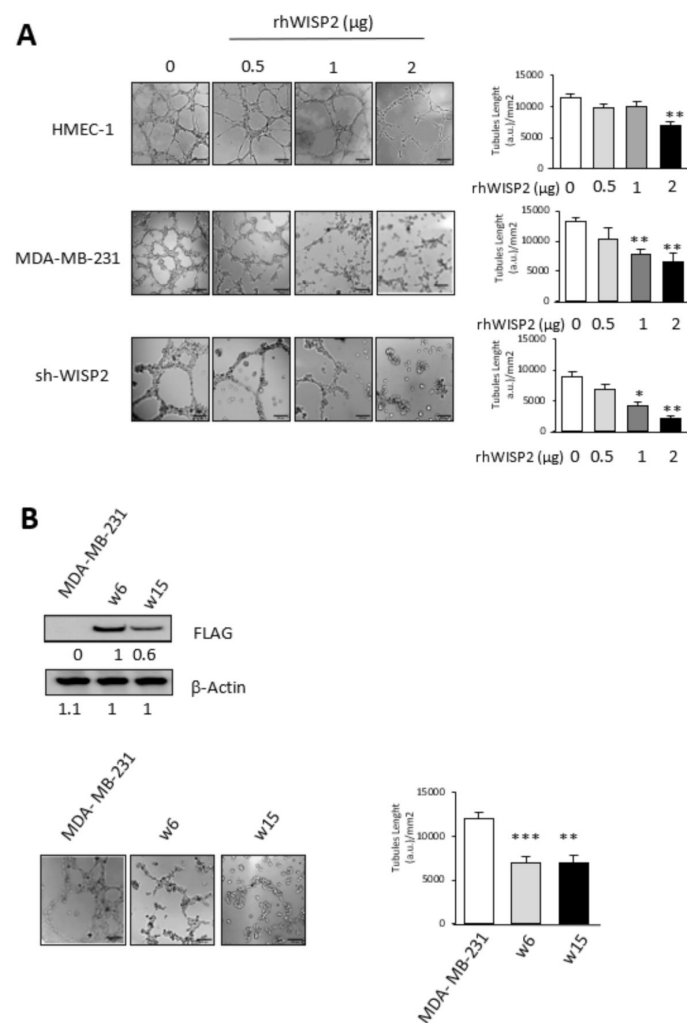 A
rhWISP2 (µg)
0 0.5 1 2
HMEC-1
MDA-MB-231
sh-WISP2
Tubules Lenght
(a.u.)/mm2
15000
10000
5000
0
**
rhWISP2 (µg) 0 0.5 1 2
Tubules Lenght
(a.u.)/mm2
15000
10000
5000
0
** **
rhWISP2 (µg) 0 0.5 1 2
Tubules Lenght
a.u.)/mm2
15000
10000
5000
0
* **
rhWISP2 (µg) 0 0.5 1 2
B
MDA-MB-231
w6
w15
FLAG
0 1 0.6
β-Actin
1.1 1 1
MDA- MB-231
w6
w15
Tubules Lenght
(a.u.)/mm2
15000
10000
5000
0
*** **
MDA- MB-231
w6
w15